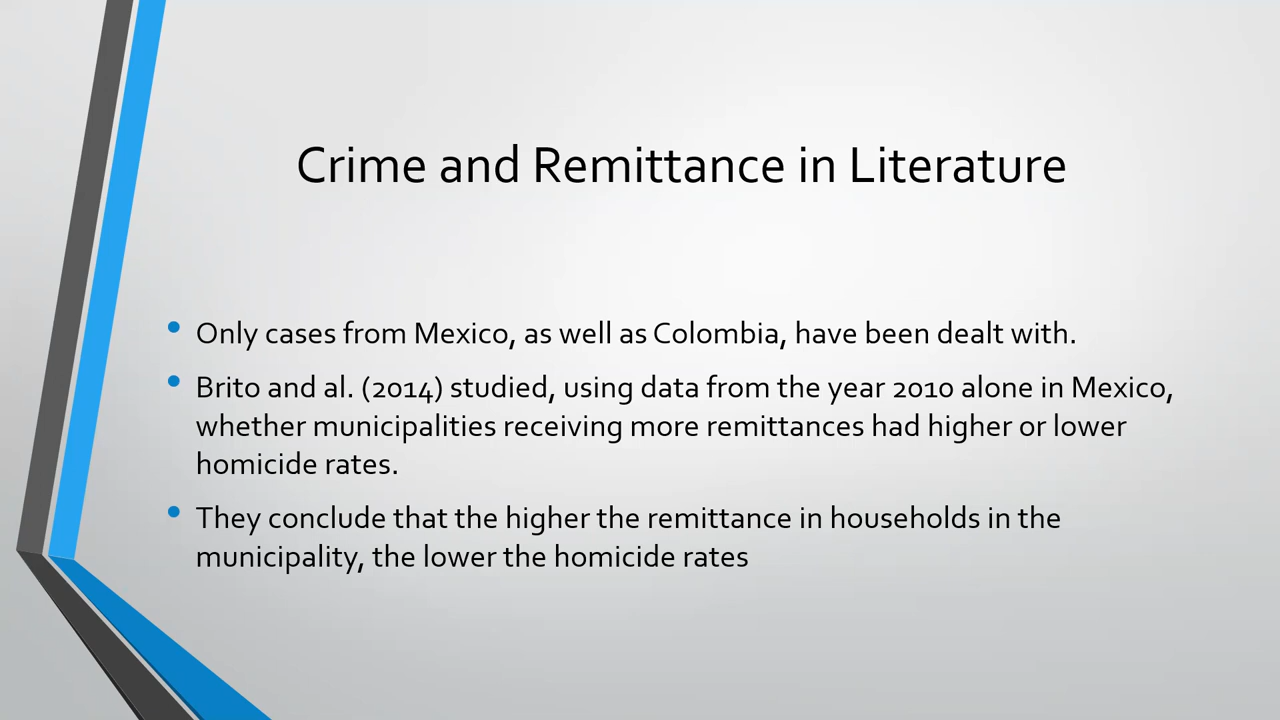 Crime and Remittance in Literature
• Only cases from Mexico, as well as Colombia, have been dealt with.
• Brito and al. (2014) studied, using data from the year 2010 alone in Mexico,
whether municipalities receiving more remittances had higher or lower
homicide rates.
• They conclude that the higher the remittance in households in the
municipality, the lower the homicide rates